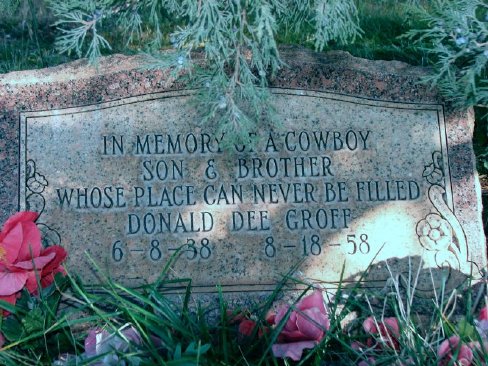 IN MEMORY OF A COWBOY
SON & BROTHER
WHOSE PLACE CAN NEVER BE FILLED
DONALD DEE GROFF
6-8-38 8-18-58